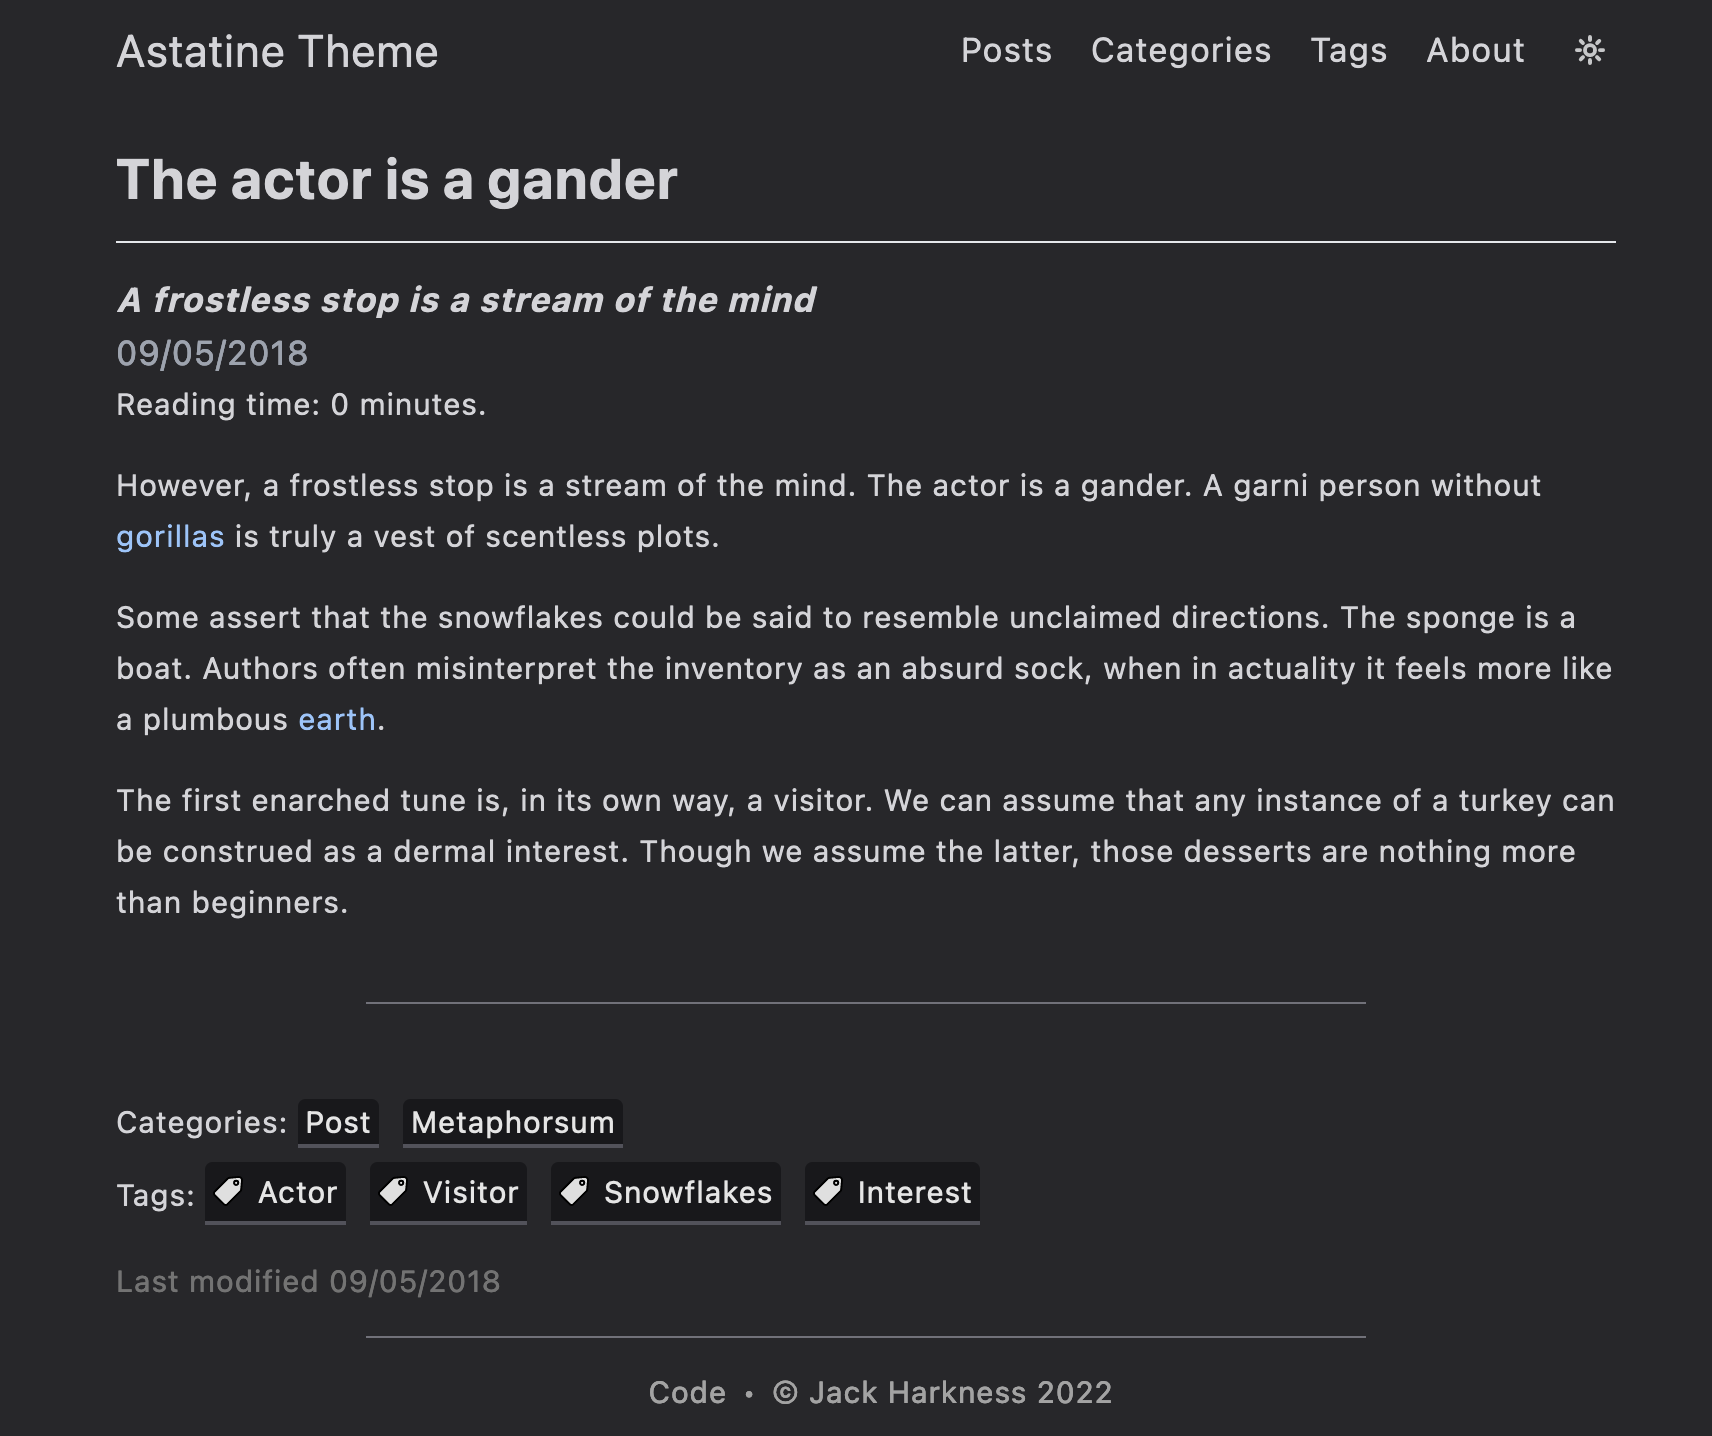 Astatine Theme
Posts Categories Tags About
The actor is a gander
A frostless stop is a stream of the mind
09/05/2018
Reading time: 0 minutes.
However, a frostless stop is a stream of the mind. The actor is a gander. A garni person without
gorillas is truly a vest of scentless plots.
Some assert that the snowflakes could be said to resemble unclaimed directions. The sponge is a
boat. Authors often misinterpret the inventory as an absurd sock, when in actuality it feels more like
a plumbous earth.
The first enarched tune is, in its own way, a visitor. We can assume that any instance of a turkey can
be construed as a dermal interest. Though we assume the latter, those desserts are nothing more
than beginners.
Categories: Post Metaphorsum
Tags: Actor Visitor Snowflakes Interest
Last modified 09/05/2018
Code • © Jack Harkness 2022